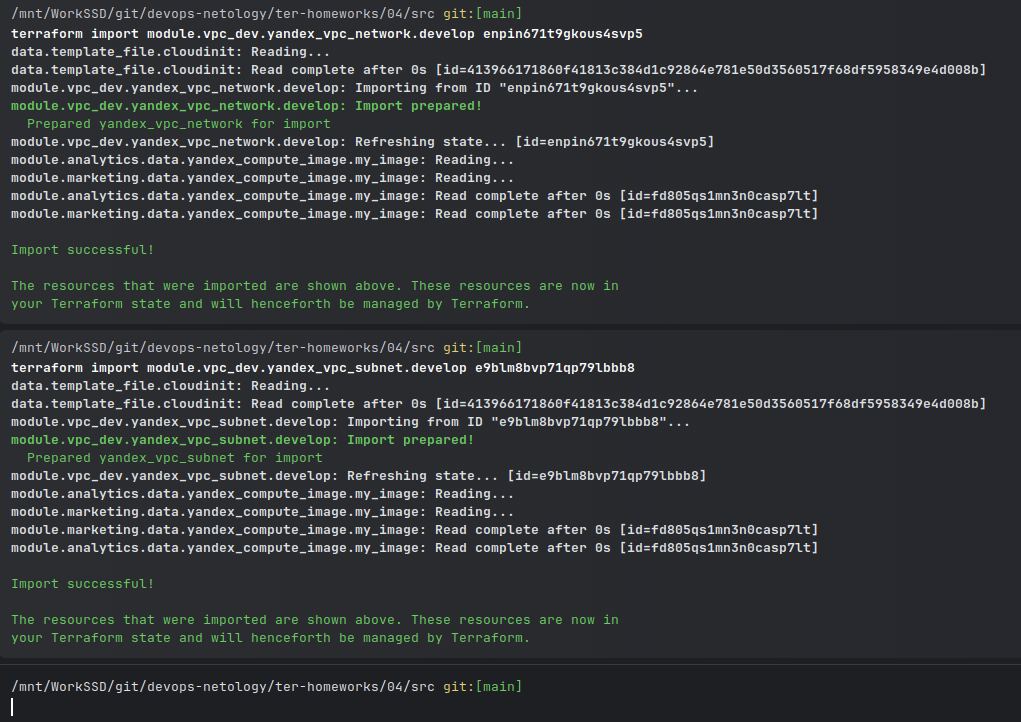 /mnt/WorkSSD/git/devops-netology/ter-homeworks/04/src git:[main]
terraform import module.vpc_dev.yandex_vpc_network.develop enpin671t9gkous4svp5
data.template_file.cloudinit: Reading...
data.template_file.cloudinit: Read complete after 0s [id=413966171860f41813c384d1c92864e781e50d3560517f68df5958349e4d008b]
module.vpc_dev.yandex_vpc_network.develop: Importing from ID "enpin671t9gkous4svp5"...
module.vpc_dev.yandex_vpc_network.develop: Import prepared!
  Prepared yandex_vpc_network for import
module.vpc_dev.yandex_vpc_network.develop: Refreshing state... [id=enpin671t9gkous4svp5]
module.analytics.data.yandex_compute_image.my_image: Reading...
module.marketing.data.yandex_compute_image.my_image: Reading...
module.analytics.data.yandex_compute_image.my_image: Read complete after 0s [id=fd805qs1mn3n0casp7lt]
module.marketing.data.yandex_compute_image.my_image: Read complete after 0s [id=fd805qs1mn3n0casp7lt]
Import successful!
The resources that were imported are shown above. These resources are now in
your Terraform state and will henceforth be managed by Terraform.
/mnt/WorkSSD/git/devops-netology/ter-homeworks/04/src git:[main]
terraform import module.vpc_dev.yandex_vpc_subnet.develop e9blm8bvp71qp79lbbb8
data.template_file.cloudinit: Reading...
data.template_file.cloudinit: Read complete after 0s [id=413966171860f41813c384d1c92864e781e50d3560517f68df5958349e4d008b]
module.vpc_dev.yandex_vpc_subnet.develop: Importing from ID "e9blm8bvp71qp79lbbb8"...
module.vpc_dev.yandex_vpc_subnet.develop: Import prepared!
  Prepared yandex_vpc_subnet for import
module.vpc_dev.yandex_vpc_subnet.develop: Refreshing state... [id=e9blm8bvp71qp79lbbb8]
module.analytics.data.yandex_compute_image.my_image: Reading...
module.marketing.data.yandex_compute_image.my_image: Reading...
module.marketing.data.yandex_compute_image.my_image: Read complete after 0s [id=fd805qs1mn3n0casp7lt]
module.analytics.data.yandex_compute_image.my_image: Read complete after 0s [id=fd805qs1mn3n0casp7lt]
Import successful!
The resources that were imported are shown above. These resources are now in
your Terraform state and will henceforth be managed by Terraform.
/mnt/WorkSSD/git/devops-netology/ter-homeworks/04/src git:[main]